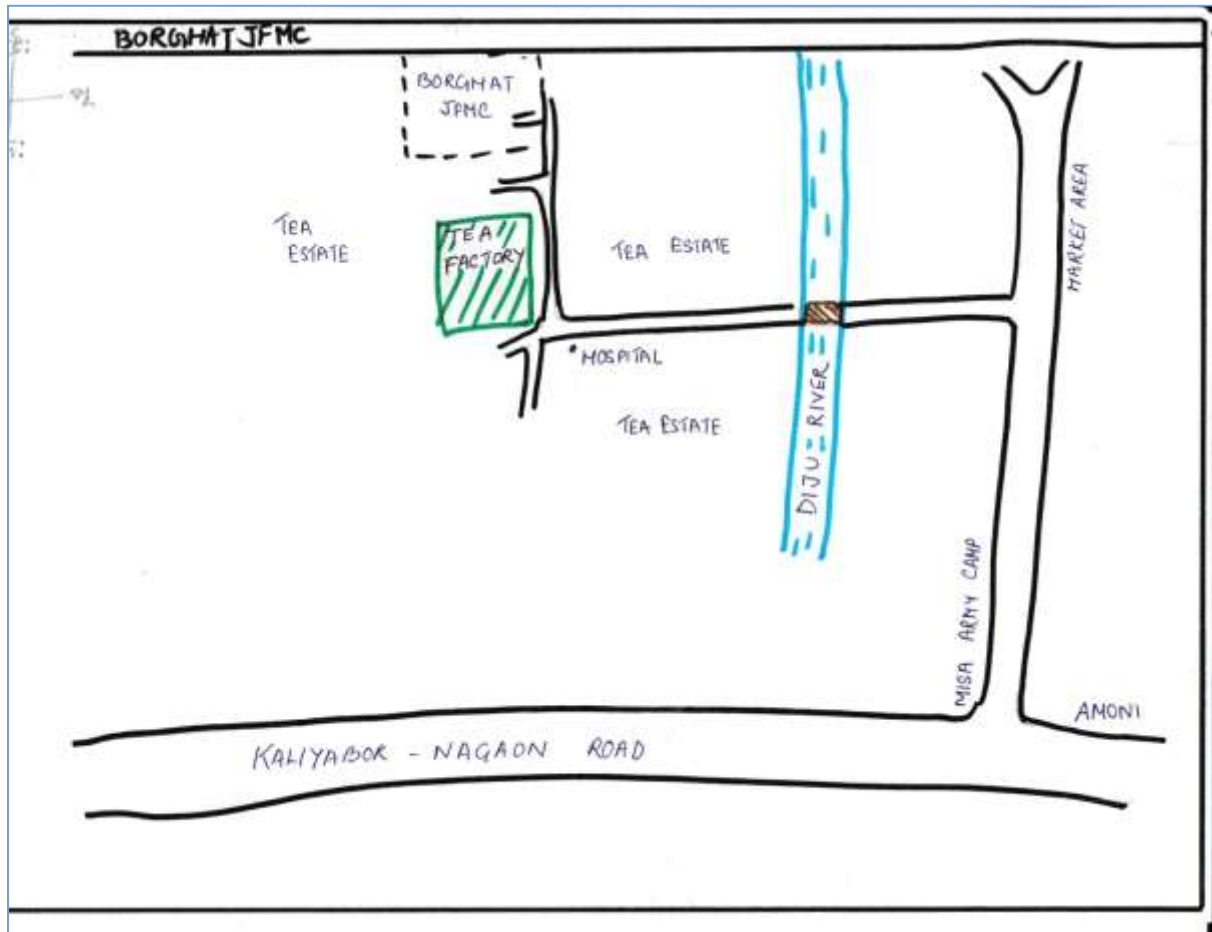 BORGHAT JFMC
BORGHAT
JFMC
TEA
ESTATE
TEA
FACTORY
TEA ESTATE
MARKET AREA
HOSPITAL
TEA ESTATE
DIJU RIVER
MISA ARMY CAMP
AMONI
KALIYABOR - NAGAON ROAD